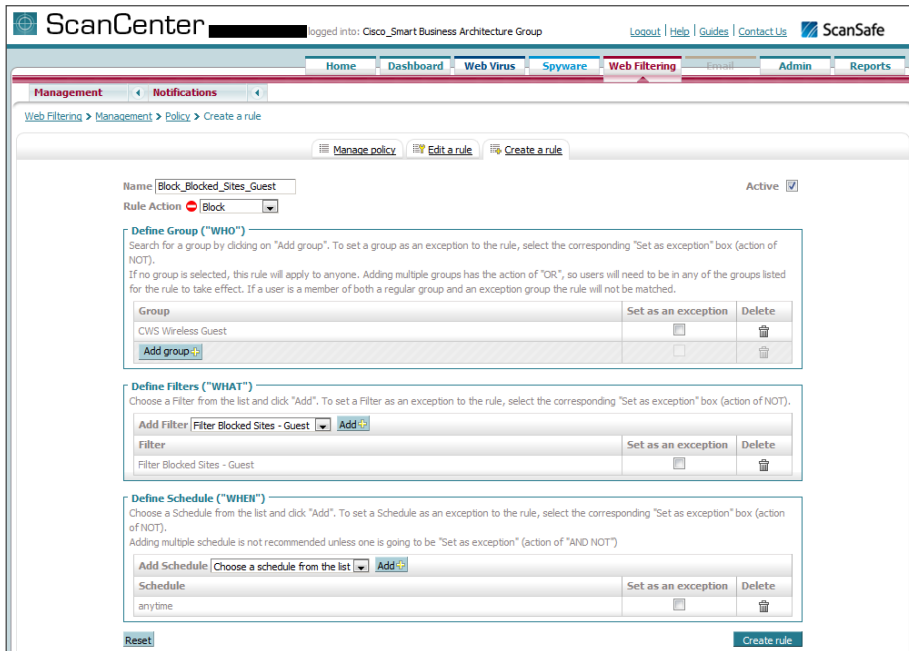 ScanCenter logged into: Cisco_Smart Business Architecture Group Logout | Help | Guides | Contact Us ScanSafe
Home Dashboard Web Virus Spyware Web Filtering Email Admin Reports
Management Notifications
Web Filtering > Management > Policy > Create a rule
Manage policy Edit a rule Create a rule
Name Block_Blocked_Sites_Guest Active
Rule Action Block
Define Group ("WHO")
Search for a group by clicking on "Add group". To set a group as an exception to the rule, select the corresponding "Set as exception" box (action of
NOT).
If no group is selected, this rule will apply to anyone. Adding multiple groups has the action of "OR", so users will need to be in any of the groups listed
for the rule to take effect. If a user is a member of both a regular group and an exception group the rule will not be matched.
Group Set as an exception Delete
CWS Wireless Guest
Add group
Define Filters ("WHAT")
Choose a Filter from the list and click "Add". To set a Filter as an exception to the rule, select the corresponding "Set as exception" box (action of NOT).
Add Filter Filter Blocked Sites - Guest Add
Filter Set as an exception Delete
Filter Blocked Sites - Guest
Define Schedule ("WHEN")
Choose a Schedule from the list and click "Add". To set a Schedule as an exception to the rule, select the corresponding "Set as exception" box (action
of NOT).
Adding multiple schedule is not recommended unless one is going to be "Set as exception" (action of "AND NOT")
Add Schedule Choose a schedule from the list Add
Schedule Set as an exception Delete
anytime
Reset Create rule